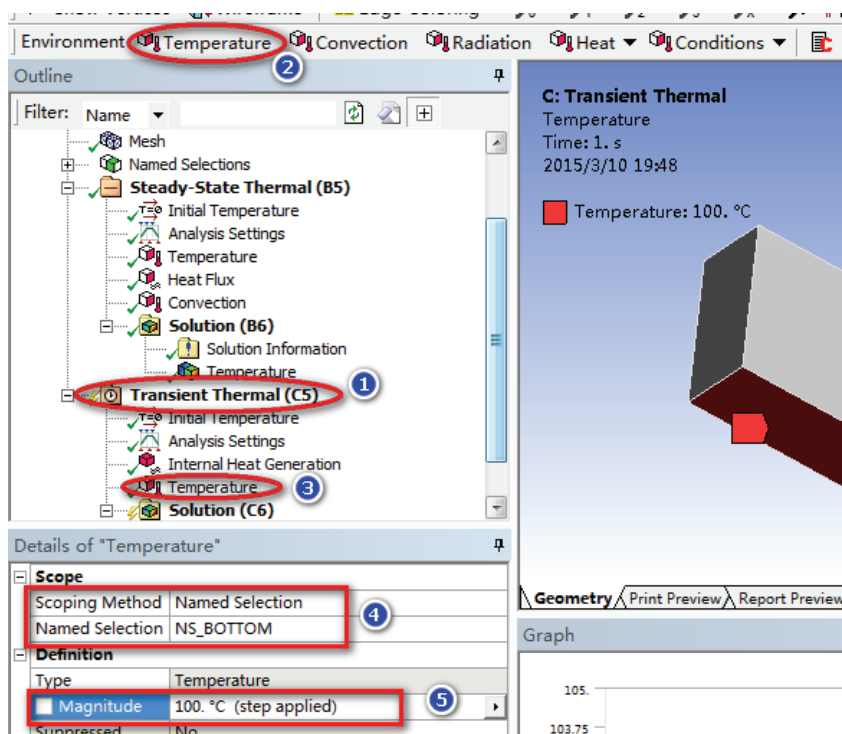 Environment Temperature Convection Radiation Heat Conditions
2
Outline
Filter: Name
Mesh
Named Selections
Steady-State Thermal (B5)
Initial Temperature
Analysis Settings
Temperature
Heat Flux
Convection
Solution (B6)
Solution Information
Temperature
1
Transient Thermal (C5)
Initial Temperature
Analysis Settings
Internal Heat Generation
Temperature
3
Solution (C6)
Details of "Temperature"
Scope
Scoping Method Named Selection
Named Selection NS_BOTTOM
4
Definition
Type Temperature
Magnitude 100. °C (step applied)
5
Suppressed No
C: Transient Thermal
Temperature
Time: 1. s
2015/3/10 19:48
Temperature: 100. °C
Geometry Print Preview Report Preview
Graph
105.
103.75